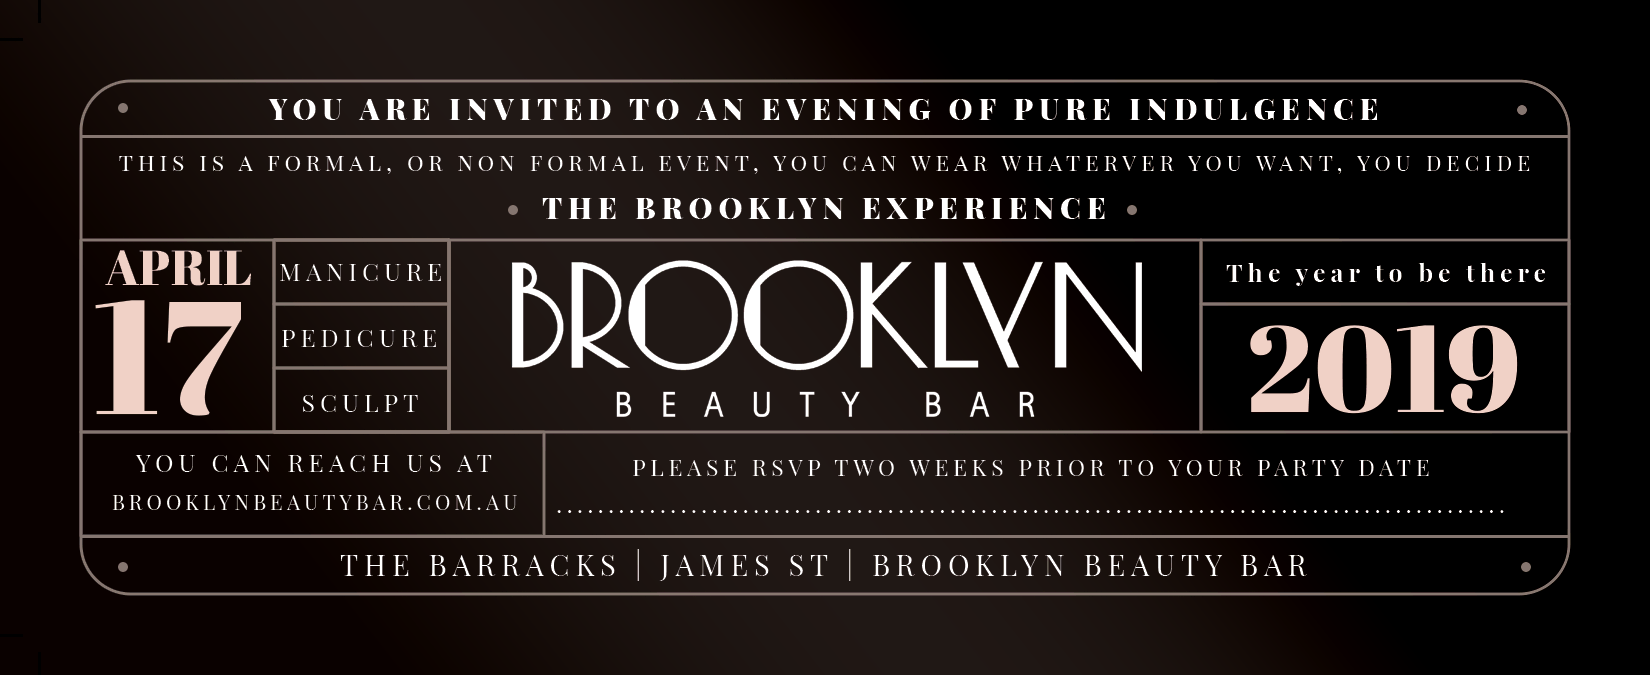 YOU ARE INVITED TO AN EVENING OF PURE INDULGENCE
THIS IS A FORMAL, OR NON FORMAL EVENT, YOU CAN WEAR WHATERVER YOU WANT, YOU DECIDE
THE BROOKLYN EXPERIENCE
APRIL
17
MANICURE
PEDICURE
SCULPT
BROOKLYN
BEAUTY BAR
The year to be there
2019
YOU CAN REACH US AT
BROOKLYNBEAUTYBAR.COM.AU
PLEASE RSVP TWO WEEKS PRIOR TO YOUR PARTY DATE
THE BARRACKS | JAMES ST | BROOKLYN BEAUTY BAR